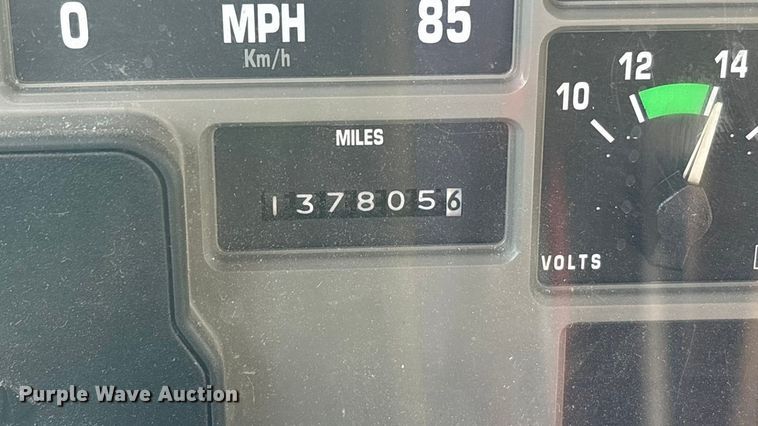 0 MPH 85
Km/h
MILES
1378056
10 12 14
VOLTS
Purple Wave Auction®